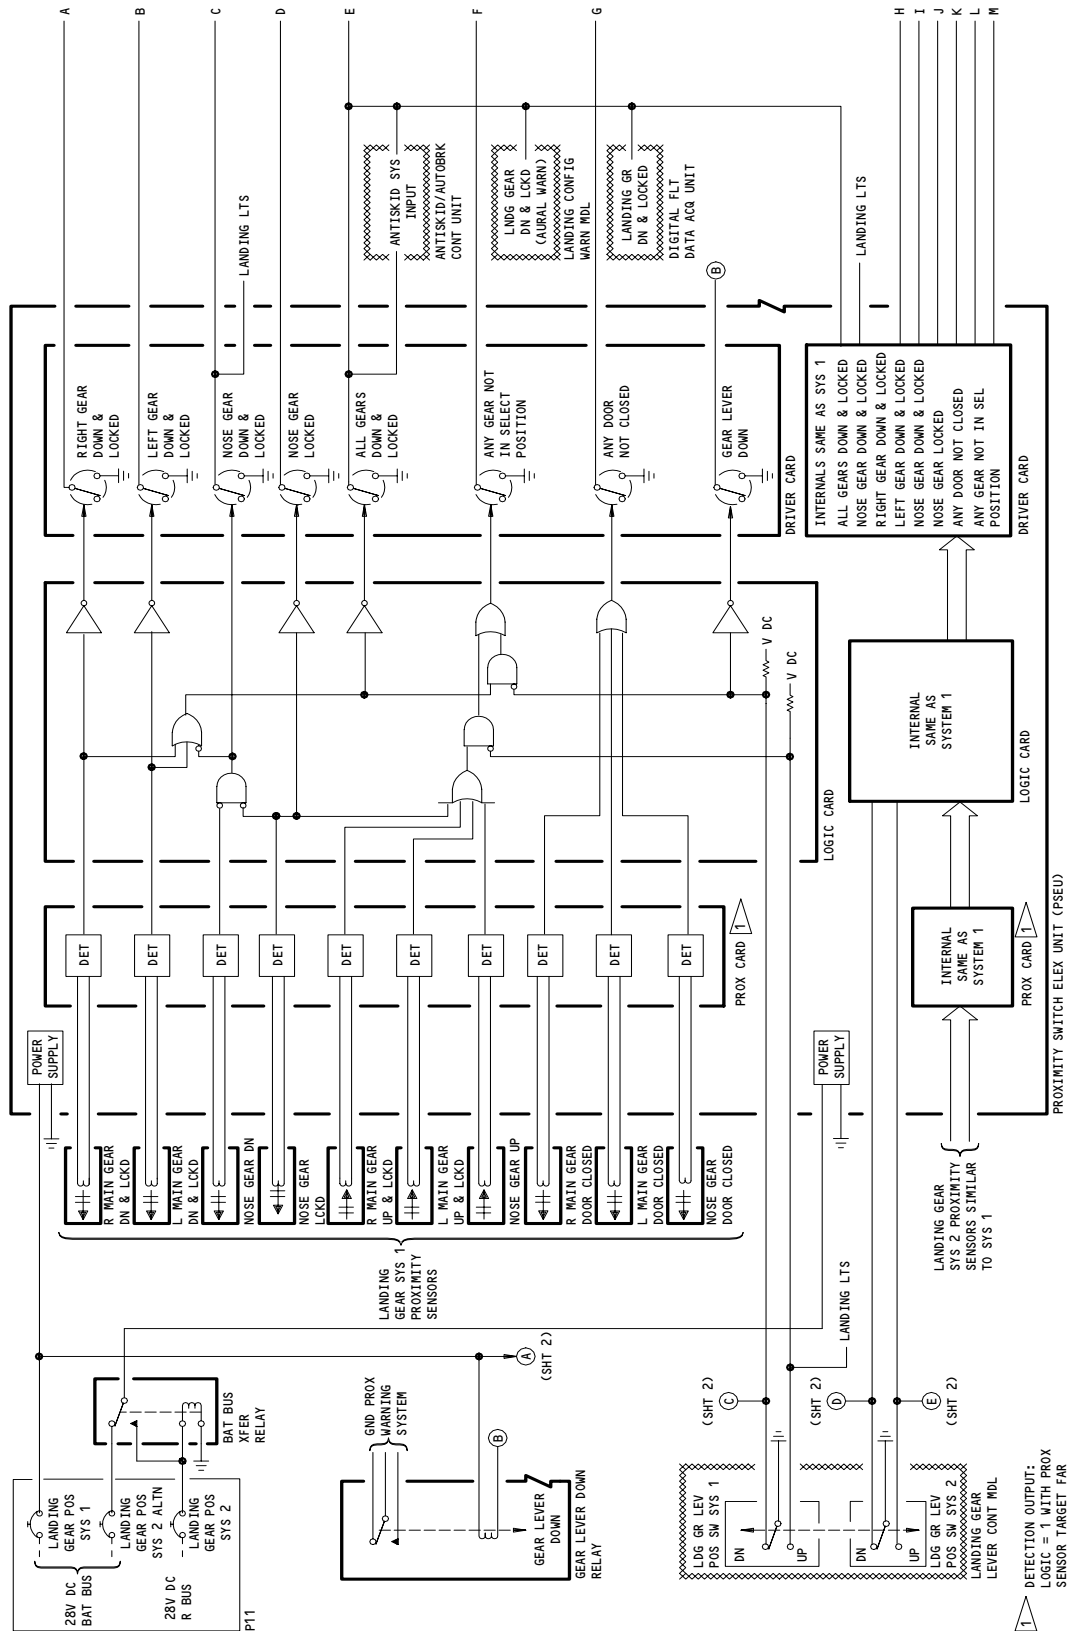 28V DC
BAT BUS
28V DC
R BUS
P11
LANDING
GEAR POS
SYS 1
LANDING
GEAR POS
SYS 2 ALTN
LANDING
GEAR POS
SYS 2
BAT BUS
XFER
RELAY
GND PROX
WARNING
SYSTEM
GEAR LEVER
DOWN
GEAR LEVER DOWN
RELAY
B
A
(SHT 2)
LDG GR LEV
POS SW SYS 1
DN
UP
DN
UP
LDG GR LEV
POS SW SYS 2
LANDING GEAR
LEVER CONT MDL
(SHT 2)
C
LANDING LTS
(SHT 2)
D
E
(SHT 2)
1
DETECTION OUTPUT:
LOGIC = 1 WITH PROX
SENSOR TARGET FAR
LANDING
GEAR SYS 1
PROXIMITY
SENSORS
R MAIN GEAR
DN & LCKD
L MAIN GEAR
DN & LCKD
NOSE GEAR DN
NOSE GEAR
LCKD
R MAIN GEAR
UP & LCKD
L MAIN GEAR
UP & LCKD
NOSE GEAR UP
R MAIN GEAR
DOOR CLOSED
L MAIN GEAR
DOOR CLOSED
NOSE GEAR
DOOR CLOSED
LANDING GEAR
SYS 2 PROXIMITY
SENSORS SIMILAR
TO SYS 1
POWER
SUPPLY
POWER
SUPPLY
DET
DET
DET
DET
DET
DET
DET
DET
DET
DET
PROX CARD
1
INTERNAL
SAME AS
SYSTEM 1
PROX CARD
1
PROXIMITY SWITCH ELEX UNIT (PSEU)
LOGIC CARD
V DC
V DC
INTERNAL
SAME AS
SYSTEM 1
LOGIC CARD
RIGHT GEAR
DOWN &
LOCKED
LEFT GEAR
DOWN &
LOCKED
NOSE GEAR
DOWN &
LOCKED
NOSE GEAR
LOCKED
ALL GEARS
DOWN &
LOCKED
ANY GEAR NOT
IN SELECT
POSITION
ANY DOOR
NOT CLOSED
GEAR LEVER
DOWN
DRIVER CARD
INTERNALS SAME AS SYS 1
ALL GEARS DOWN & LOCKED
NOSE GEAR DOWN & LOCKED
RIGHT GEAR DOWN & LOCKED
LEFT GEAR DOWN & LOCKED
NOSE GEAR DOWN & LOCKED
NOSE GEAR LOCKED
ANY DOOR NOT CLOSED
ANY GEAR NOT IN SEL
POSITION
DRIVER CARD
LANDING LTS
ANTISKID SYS
INPUT
ANTISKID/AUTOBRK
CONT UNIT
LNDG GEAR
DN & LCKD
(AURAL WARN)
LANDING CONFIG
WARN MDL
LANDING GR
DN & LOCKED
DIGITAL FLT
DATA ACQ UNIT
B
LANDING LTS
A
B
C
D
E
F
G
H
I
J
K
L
M